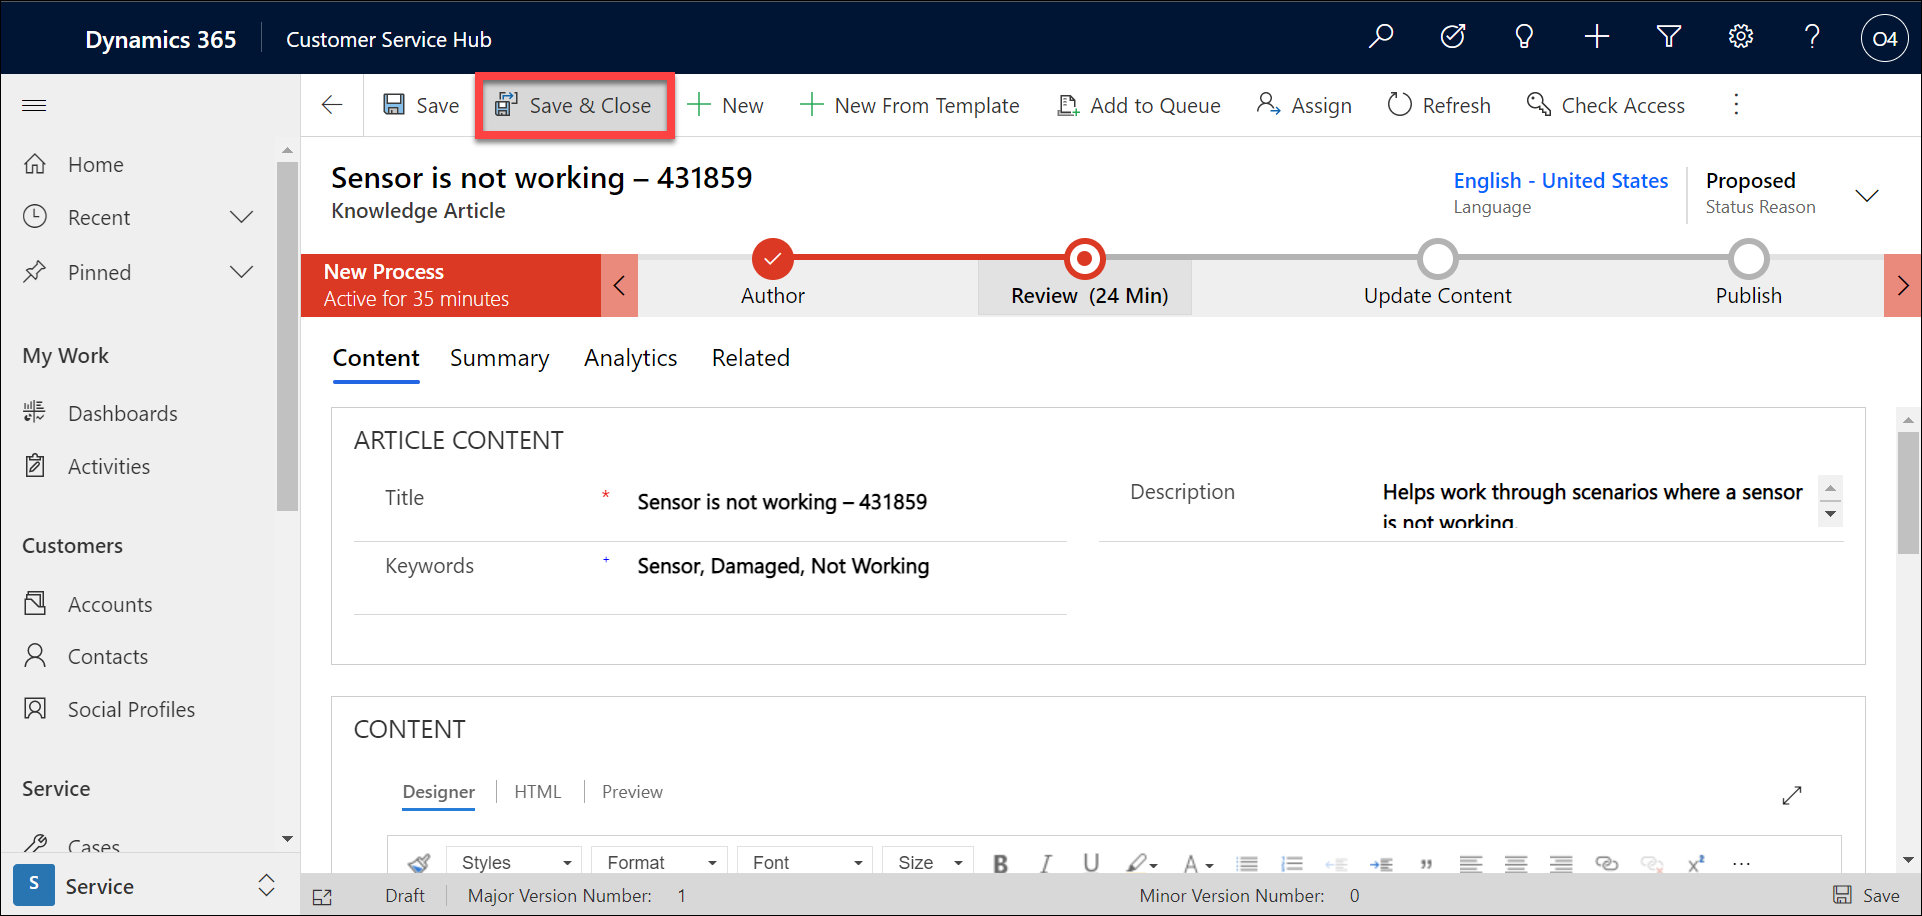 Dynamics 365 Customer Service Hub O4
Save Save & Close New New From Template Add to Queue Assign Refresh Check Access
Home
Recent
Pinned
My Work
Dashboards
Activities
Customers
Accounts
Contacts
Social Profiles
Service
Cases
S Service
Sensor is not working – 431859
Knowledge Article
English - United States
Language
Proposed
Status Reason
New Process
Active for 35 minutes
Author Review (24 Min) Update Content Publish
Content Summary Analytics Related
ARTICLE CONTENT
Title * Sensor is not working – 431859
Keywords + Sensor, Damaged, Not Working
Description Helps work through scenarios where a sensor
is not working.
CONTENT
Designer HTML Preview
Styles Format Font Size B I U A x²
Draft Major Version Number: 1 Minor Version Number: 0 Save